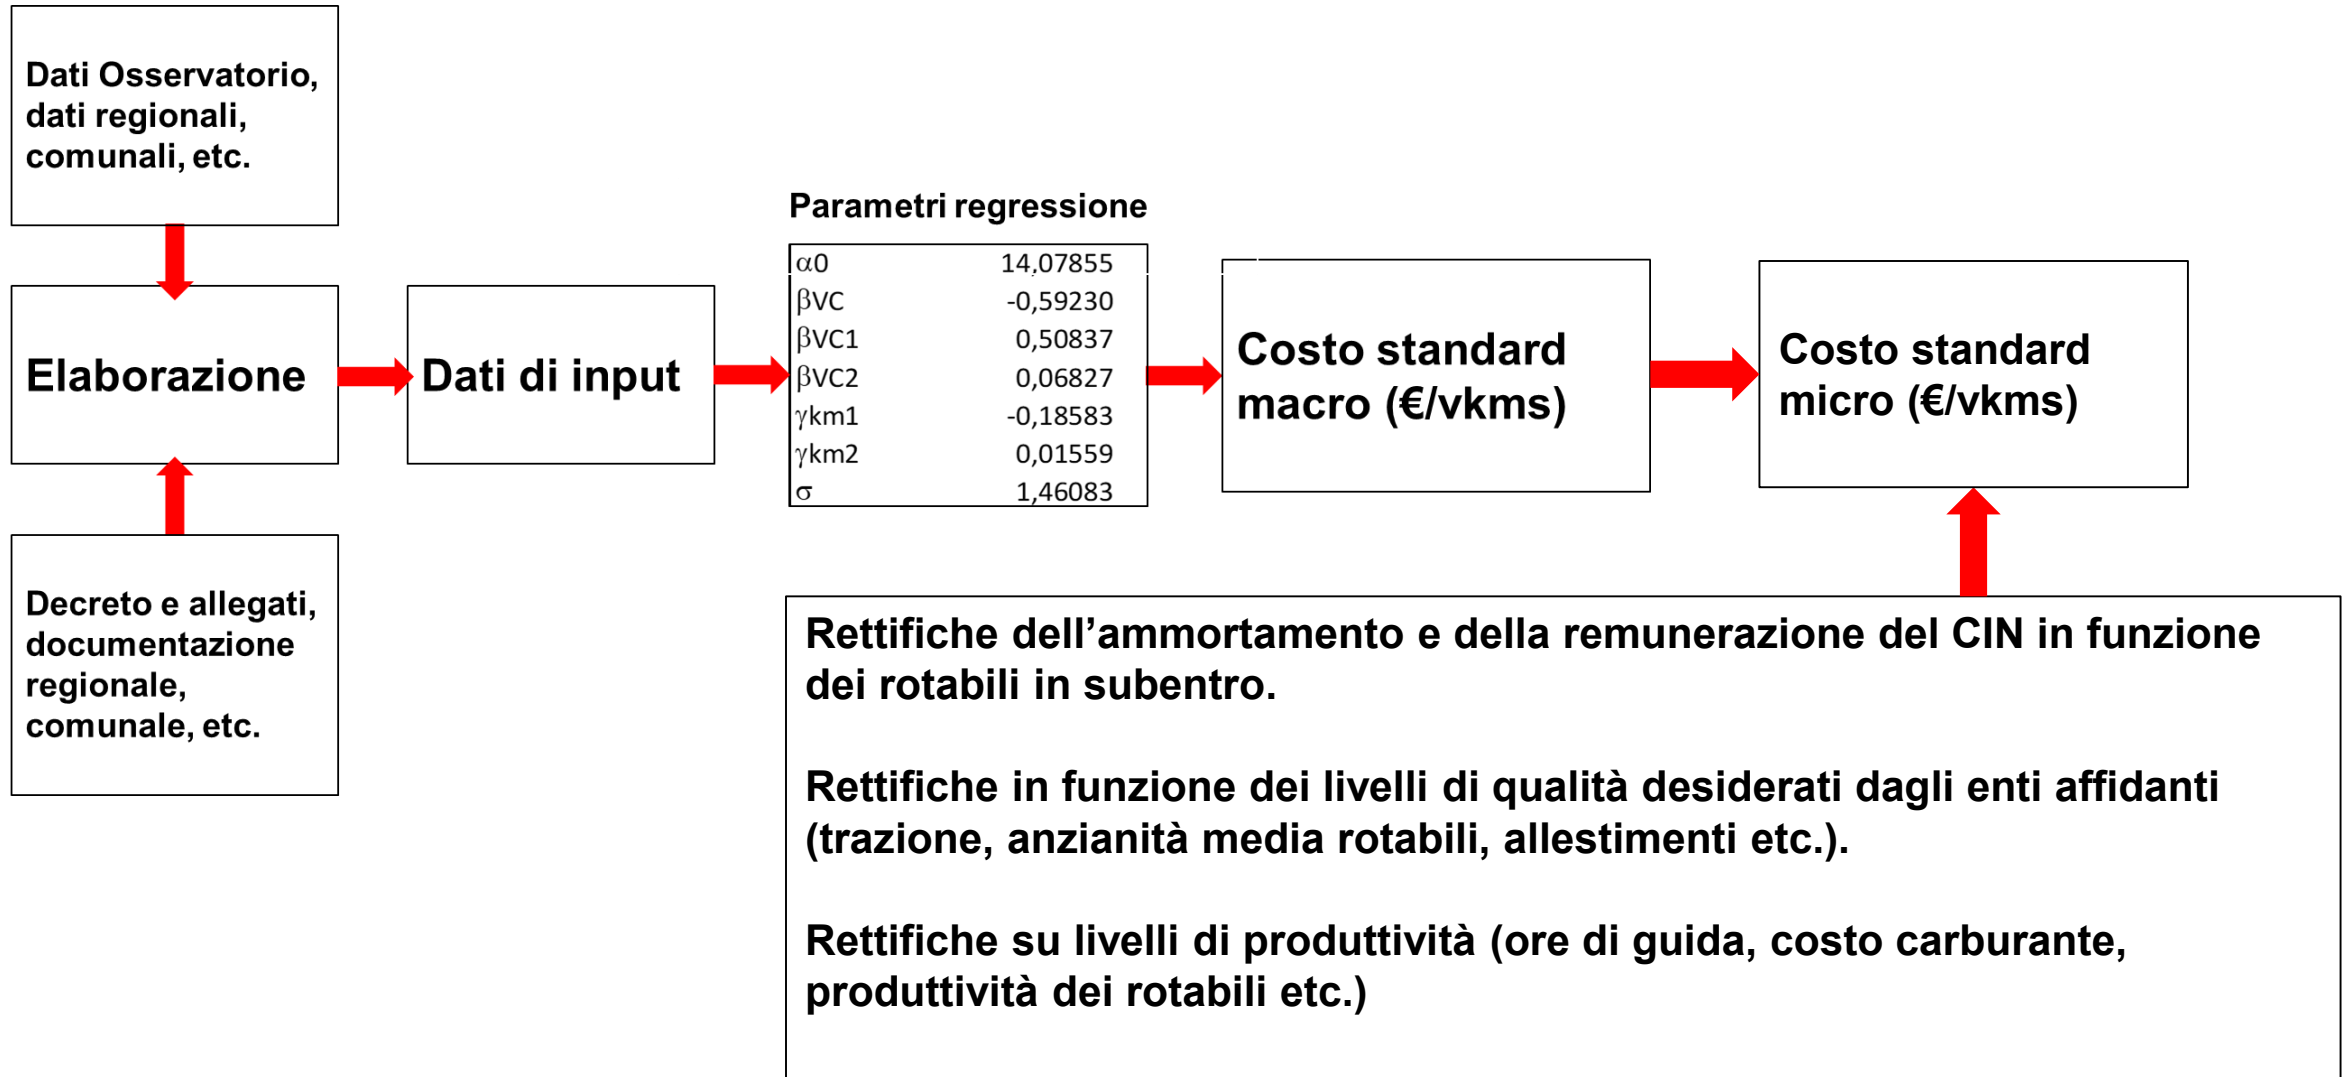 Dati Osservatorio,
dati regionali,
comunali, etc.
Elaborazione
Decreto e allegati,
documentazione
regionale,
comunale, etc.
Dati di input
Parametri regressione
α0 14,07855
βVC -0,59230
βVC1 0,50837
βVC2 0,06827
γkm1 -0,18583
γkm2 0,01559
σ 1,46083
Costo standard
macro (€/vkms)
Costo standard
micro (€/vkms)
Rettifiche dell’ammortamento e della remunerazione del CIN in funzione
dei rotabili in subentro.
Rettifiche in funzione dei livelli di qualità desiderati dagli enti affidanti
(trazione, anzianità media rotabili, allestimenti etc.).
Rettifiche su livelli di produttività (ore di guida, costo carburante,
produttività dei rotabili etc.)